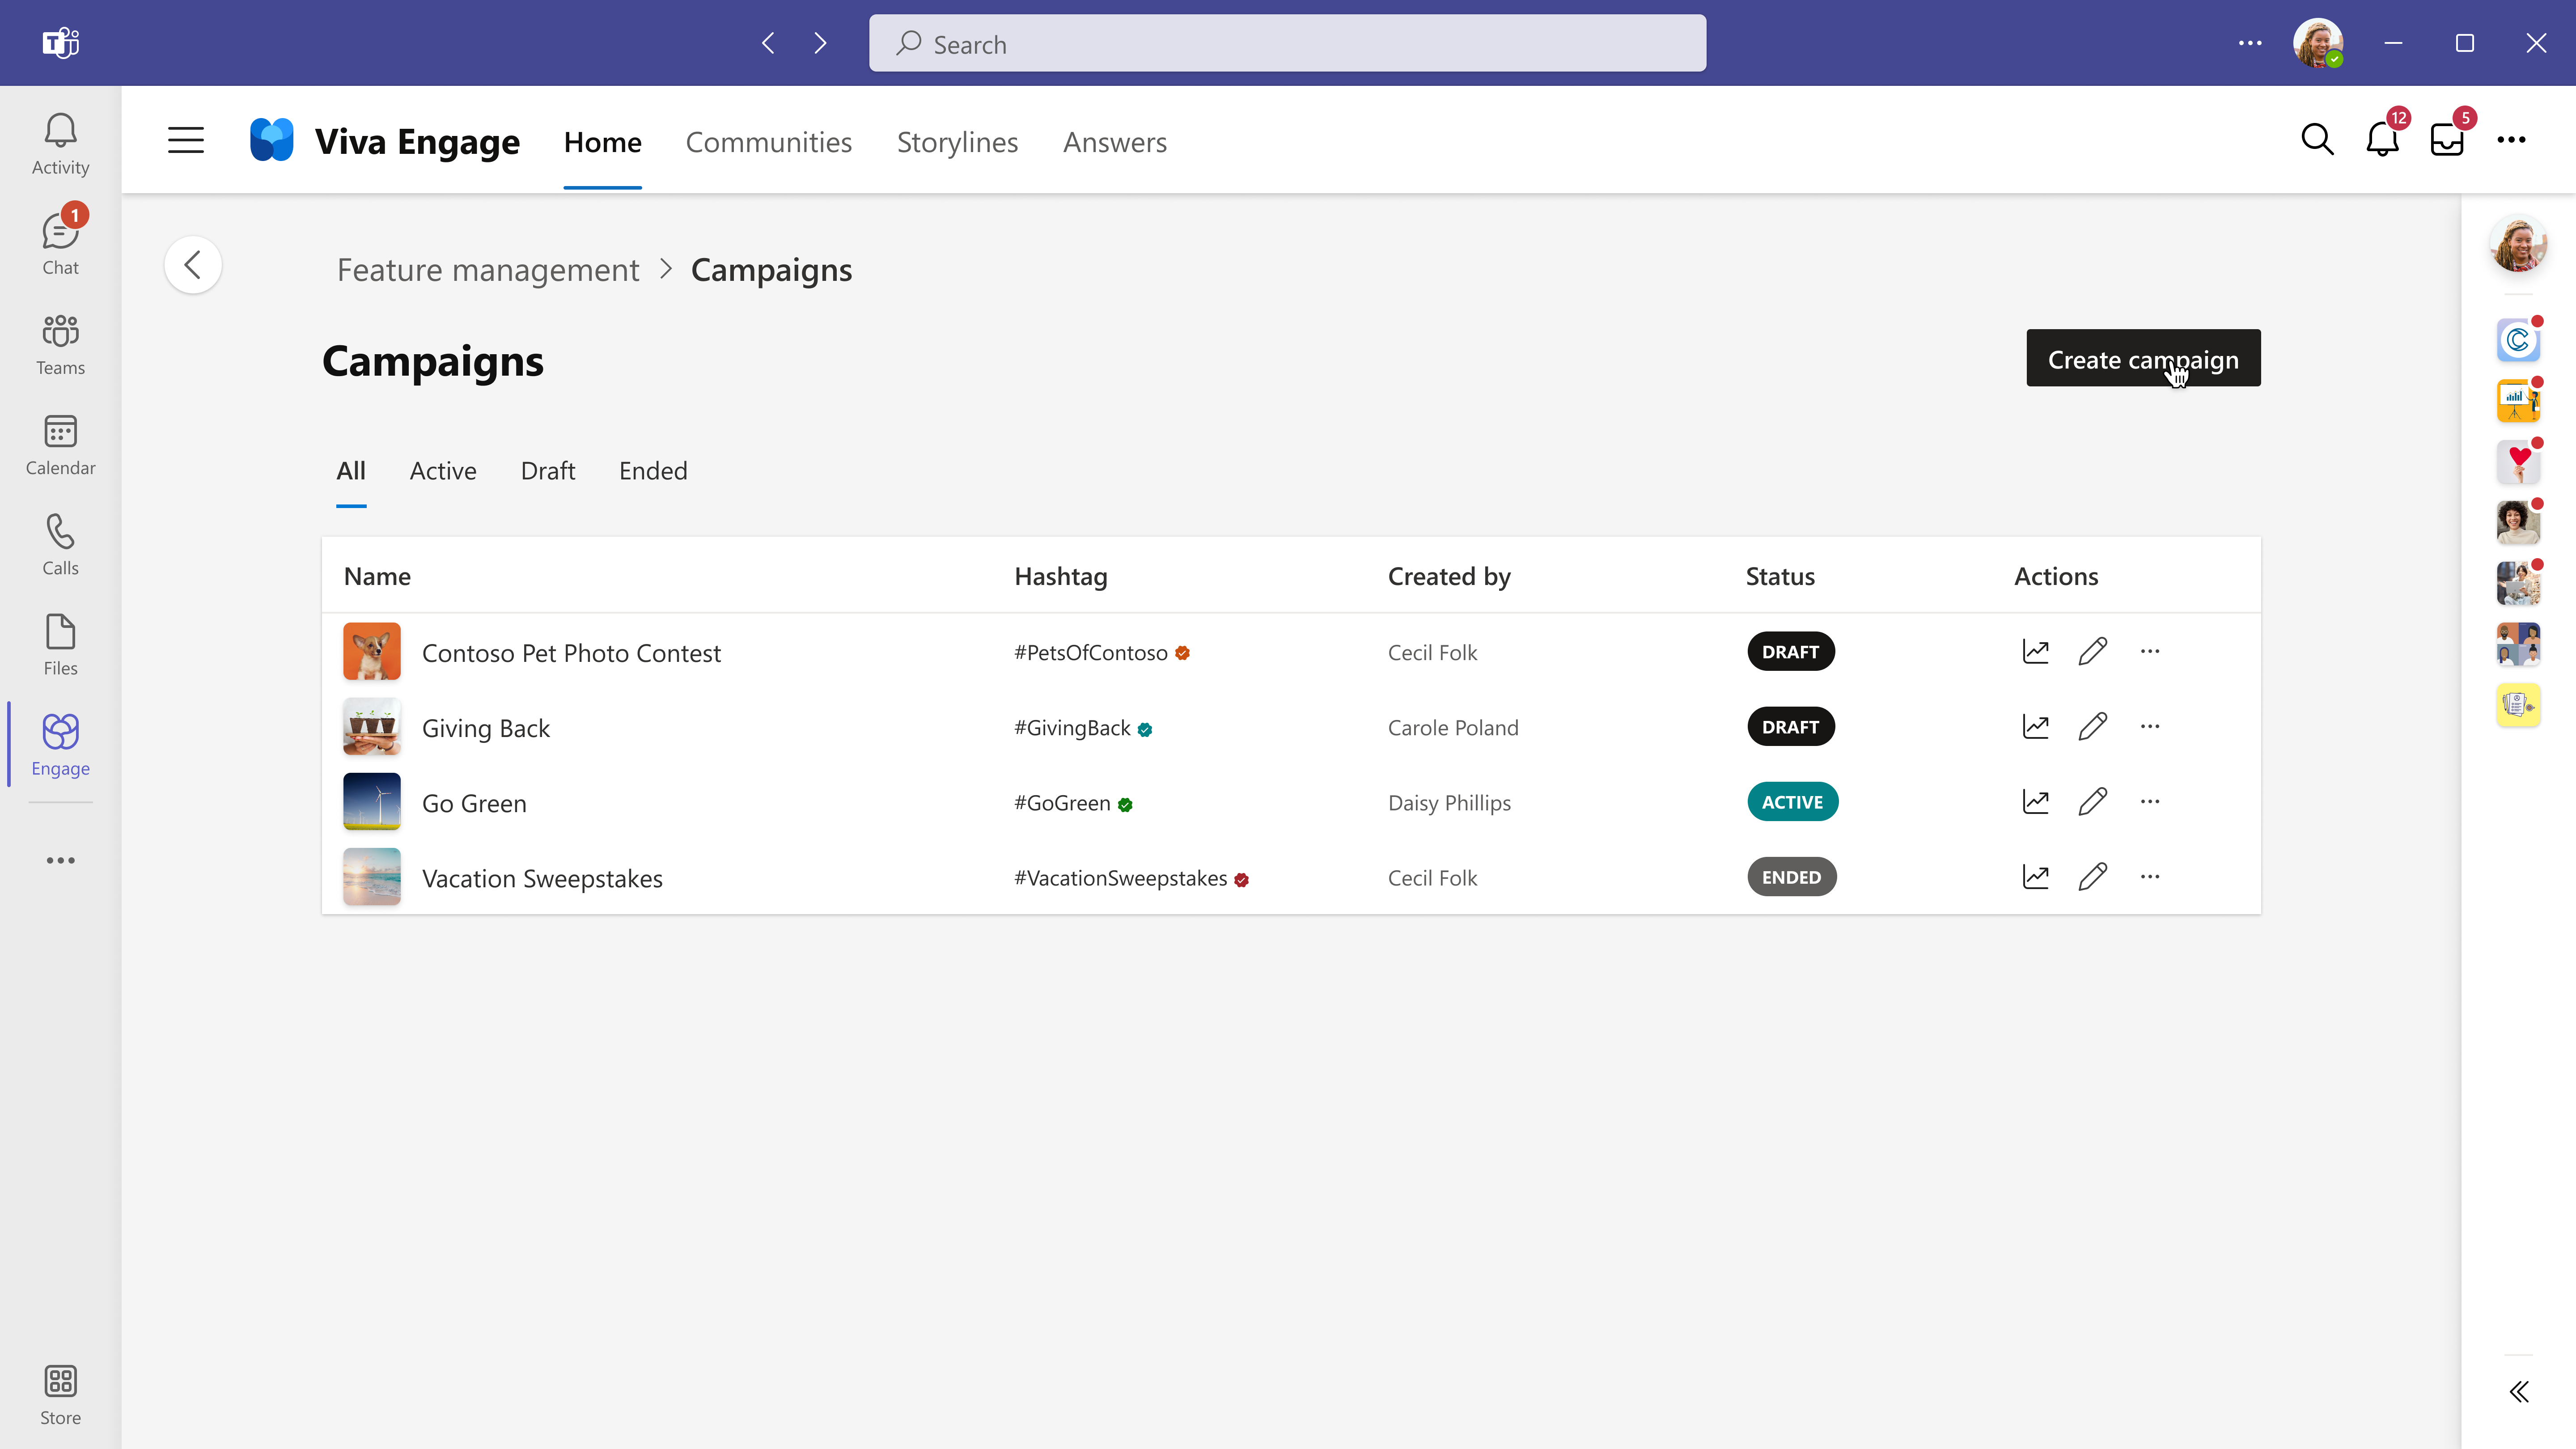 Search
Activity
1
Chat
Teams
Calendar
Calls
Files
Engage
Store
Viva Engage
Home
Communities
Storylines
Answers
12
5
Feature management > Campaigns
Campaigns
Create campaign
All
Active
Draft
Ended
Name Hashtag Created by Status Actions
Contoso Pet Photo Contest #PetsOfContoso Cecil Folk DRAFT
Giving Back #GivingBack Carole Poland DRAFT
Go Green #GoGreen Daisy Phillips ACTIVE
Vacation Sweepstakes #VacationSweepstakes Cecil Folk ENDED